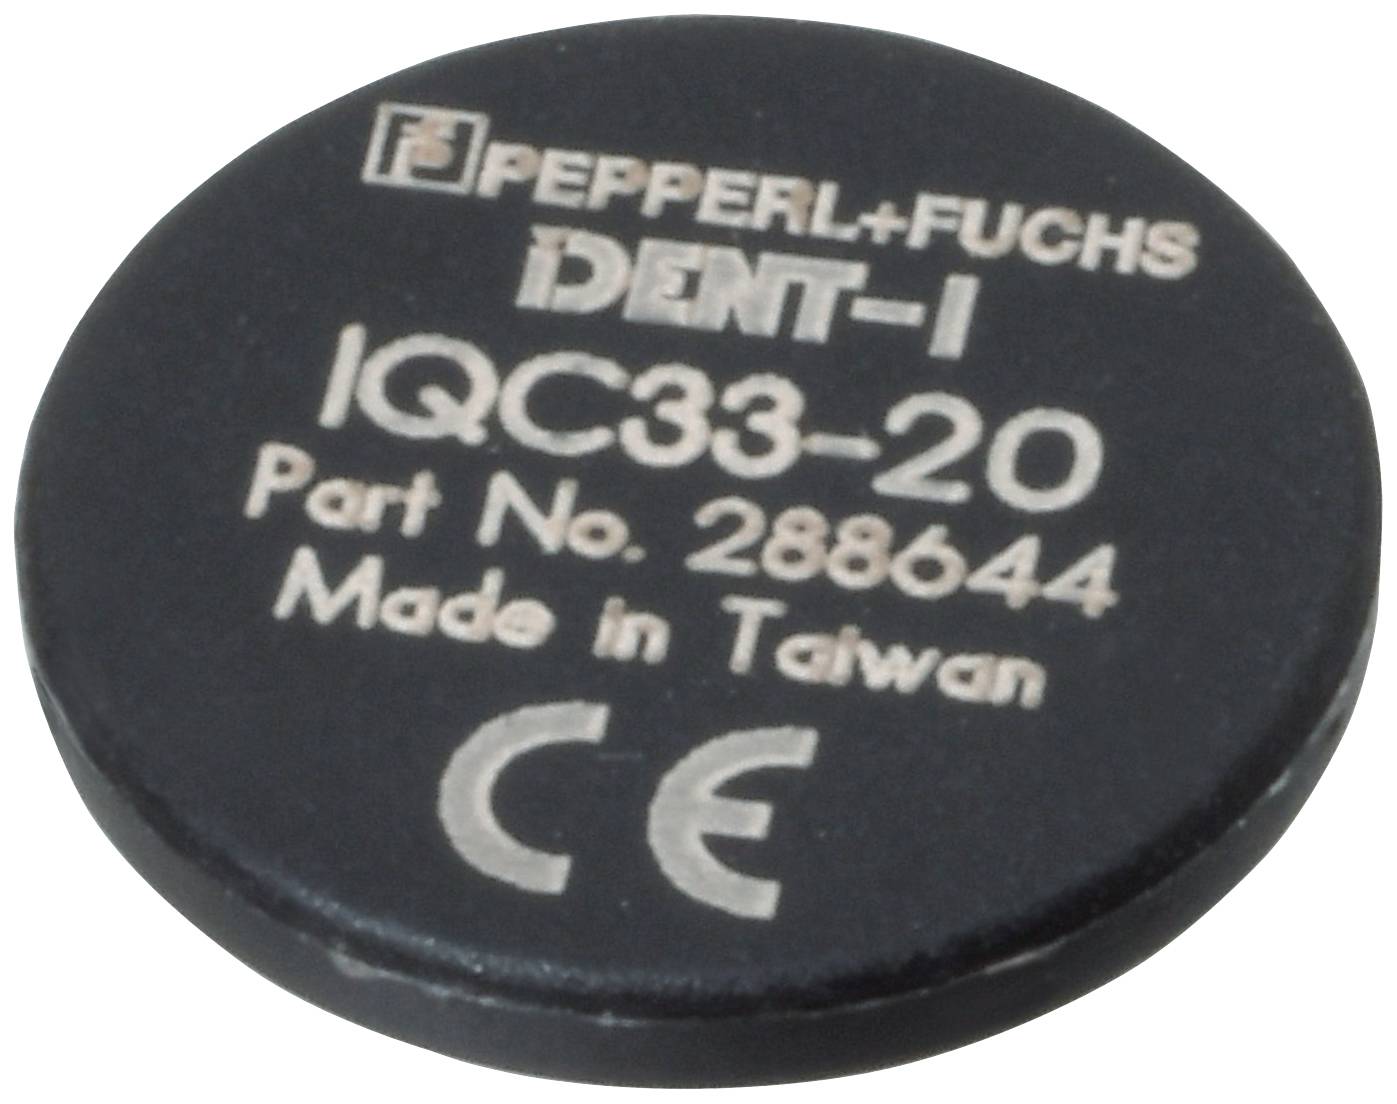 PEPPERL+FUCHS
IDENT-I
IQC33-20
Part No. 288644
Made in Taiwan
CE